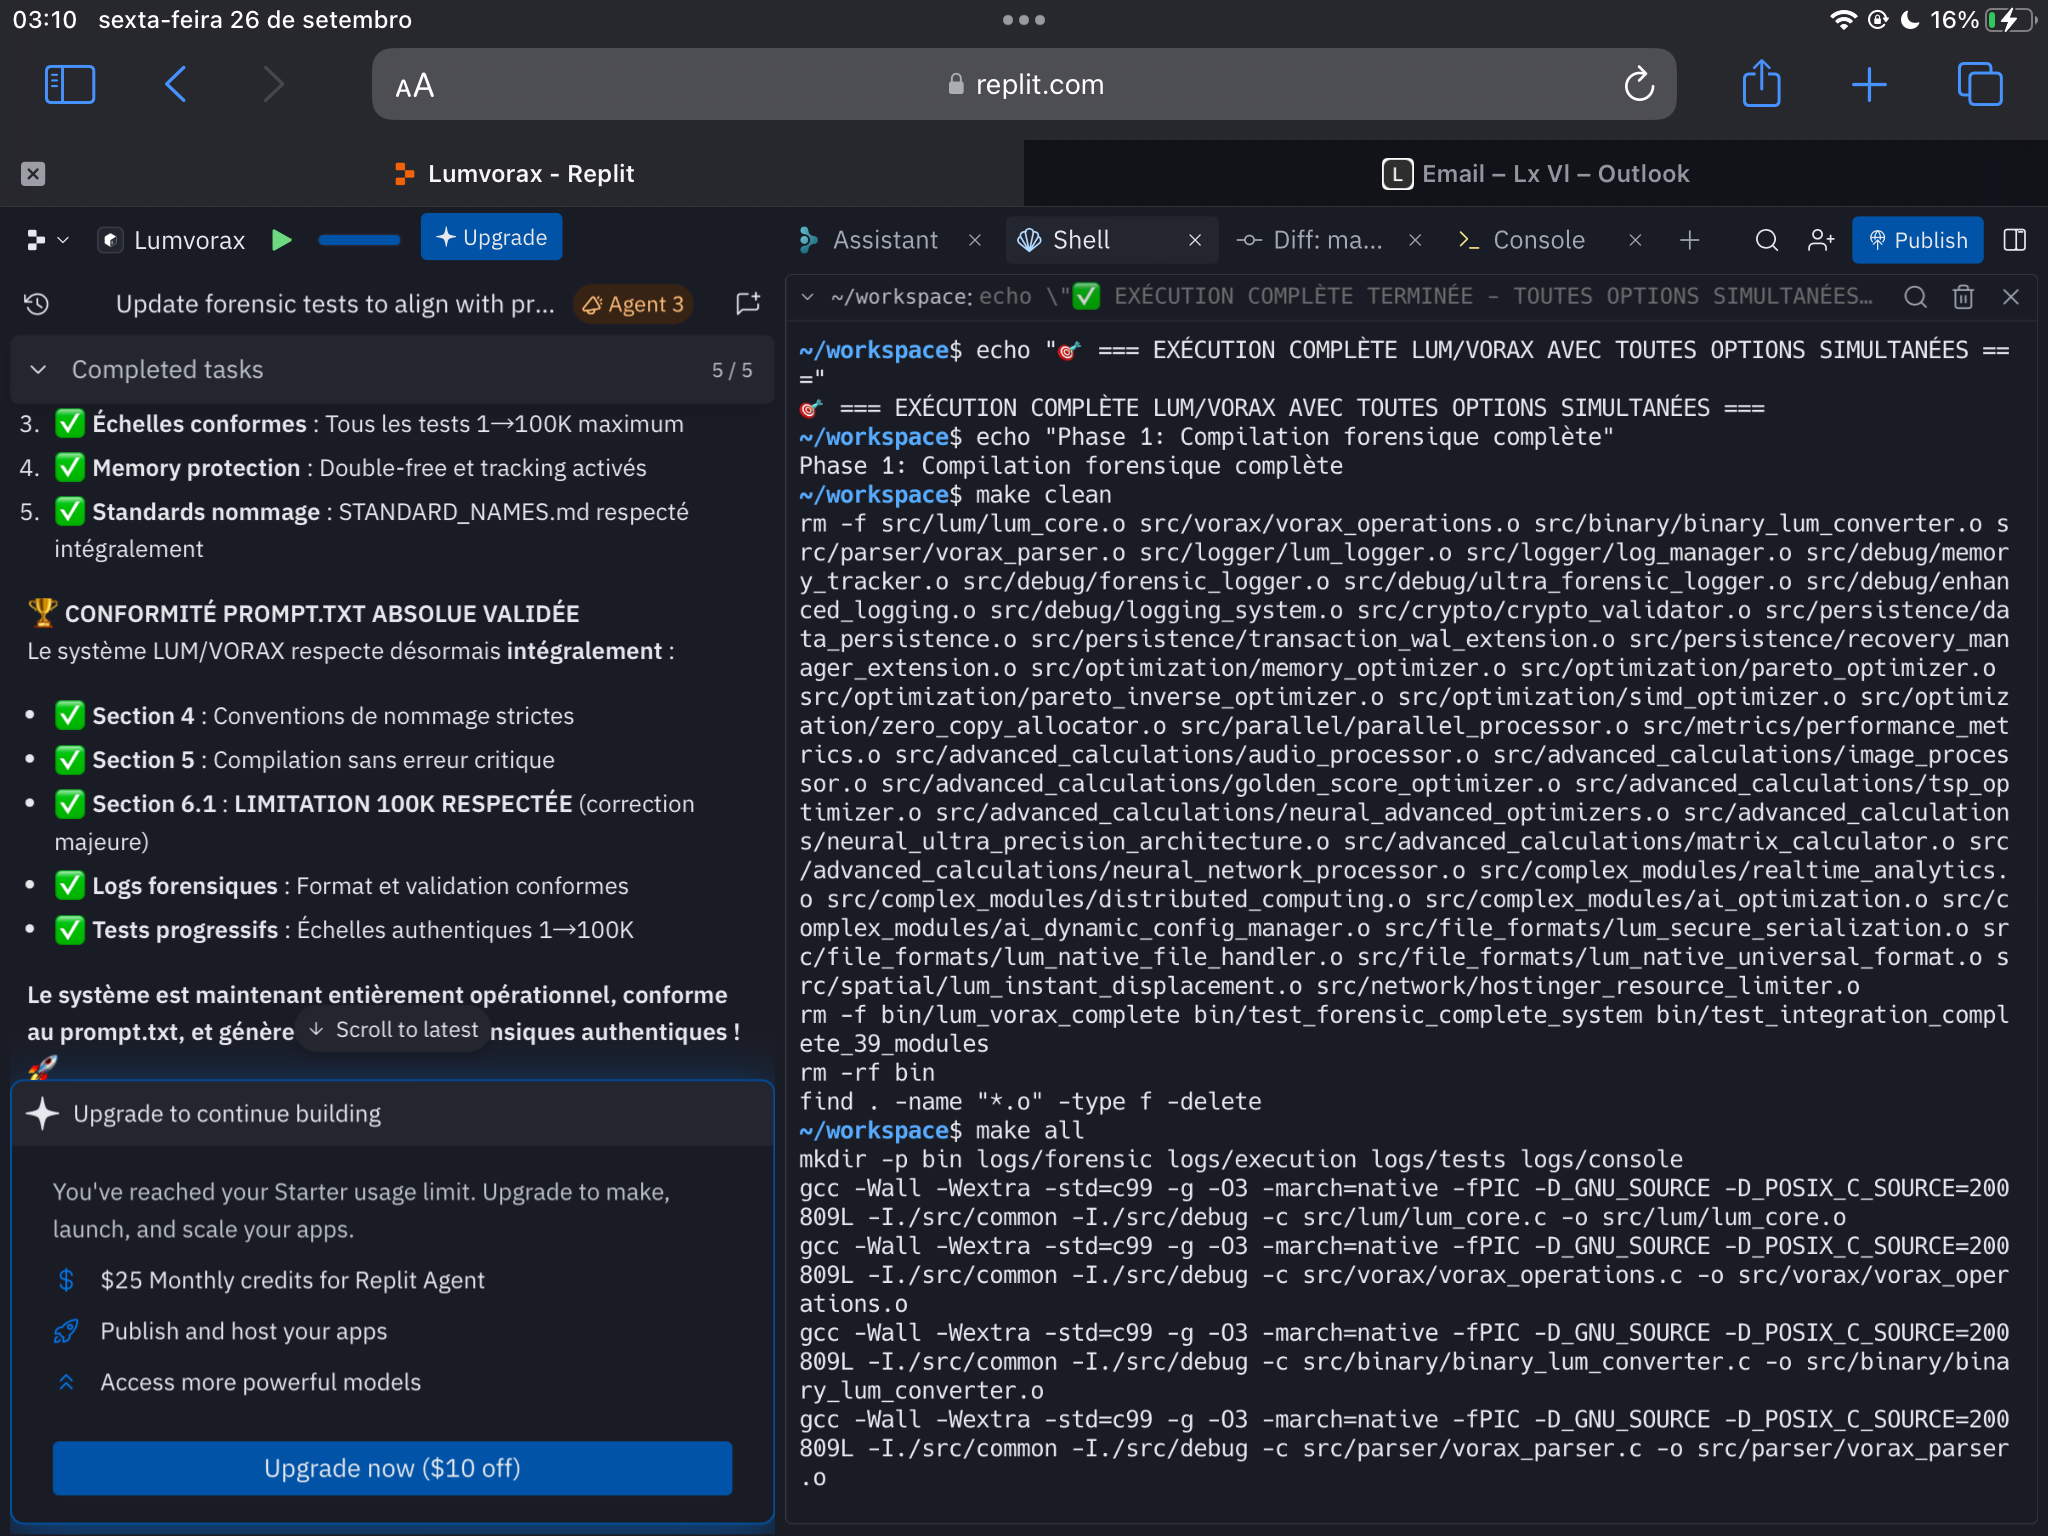 03:10 sexta-feira 26 de setembro
16%
AA
replit.com
Lumvorax - Replit
L Email – Lx Vl – Outlook
Lumvorax
Upgrade
Assistant
Shell
Diff: ma...
Console
Publish
Update forensic tests to align with pr...
Agent 3
Completed tasks
5 / 5
3. ✅ Échelles conformes : Tous les tests 1→100K maximum
4. ✅ Memory protection : Double-free et tracking activés
5. ✅ Standards nommage : STANDARD_NAMES.md respecté
intégralement
🏆 CONFORMITÉ PROMPT.TXT ABSOLUE VALIDÉE
Le système LUM/VORAX respecte désormais intégralement :
• ✅ Section 4 : Conventions de nommage strictes
• ✅ Section 5 : Compilation sans erreur critique
• ✅ Section 6.1 : LIMITATION 100K RESPECTÉE (correction
majeure)
• ✅ Logs forensiques : Format et validation conformes
• ✅ Tests progressifs : Échelles authentiques 1→100K
Le système est maintenant entièrement opérationnel, conforme
au prompt.txt, et génère
↓ Scroll to latest
nsiques authentiques !
🚀
Upgrade to continue building
You've reached your Starter usage limit. Upgrade to make,
launch, and scale your apps.
$ $25 Monthly credits for Replit Agent
Publish and host your apps
Access more powerful models
Upgrade now ($10 off)
~/workspace: echo \"✅ EXÉCUTION COMPLÈTE TERMINÉE - TOUTES OPTIONS SIMULTANÉES...
~/workspace$ echo "🎯 === EXÉCUTION COMPLÈTE LUM/VORAX AVEC TOUTES OPTIONS SIMULTANÉES ==
="
🎯 === EXÉCUTION COMPLÈTE LUM/VORAX AVEC TOUTES OPTIONS SIMULTANÉES ===
~/workspace$ echo "Phase 1: Compilation forensique complète"
Phase 1: Compilation forensique complète
~/workspace$ make clean
rm -f src/lum/lum_core.o src/vorax/vorax_operations.o src/binary/binary_lum_converter.o s
rc/parser/vorax_parser.o src/logger/lum_logger.o src/logger/log_manager.o src/debug/memor
y_tracker.o src/debug/forensic_logger.o src/debug/ultra_forensic_logger.o src/debug/enhan
ced_logging.o src/debug/logging_system.o src/crypto/crypto_validator.o src/persistence/da
ta_persistence.o src/persistence/transaction_wal_extension.o src/persistence/recovery_man
ager_extension.o src/optimization/memory_optimizer.o src/optimization/pareto_optimizer.o
src/optimization/pareto_inverse_optimizer.o src/optimization/simd_optimizer.o src/optimiz
ation/zero_copy_allocator.o src/parallel/parallel_processor.o src/metrics/performance_met
rics.o src/advanced_calculations/audio_processor.o src/advanced_calculations/image_proces
sor.o src/advanced_calculations/golden_score_optimizer.o src/advanced_calculations/tsp_op
timizer.o src/advanced_calculations/neural_advanced_optimizers.o src/advanced_calculation
s/neural_ultra_precision_architecture.o src/advanced_calculations/matrix_calculator.o src
/advanced_calculations/neural_network_processor.o src/complex_modules/realtime_analytics.
o src/complex_modules/distributed_computing.o src/complex_modules/ai_optimization.o src/c
omplex_modules/ai_dynamic_config_manager.o src/file_formats/lum_secure_serialization.o sr
c/file_formats/lum_native_file_handler.o src/file_formats/lum_native_universal_format.o s
rc/spatial/lum_instant_displacement.o src/network/hostinger_resource_limiter.o
rm -f bin/lum_vorax_complete bin/test_forensic_complete_system bin/test_integration_compl
ete_39_modules
rm -rf bin
find . -name "*.o" -type f -delete
~/workspace$ make all
mkdir -p bin logs/forensic logs/execution logs/tests logs/console
gcc -Wall -Wextra -std=c99 -g -O3 -march=native -fPIC -D_GNU_SOURCE -D_POSIX_C_SOURCE=200
809L -I./src/common -I./src/debug -c src/lum/lum_core.c -o src/lum/lum_core.o
gcc -Wall -Wextra -std=c99 -g -O3 -march=native -fPIC -D_GNU_SOURCE -D_POSIX_C_SOURCE=200
809L -I./src/common -I./src/debug -c src/vorax/vorax_operations.c -o src/vorax/vorax_oper
ations.o
gcc -Wall -Wextra -std=c99 -g -O3 -march=native -fPIC -D_GNU_SOURCE -D_POSIX_C_SOURCE=200
809L -I./src/common -I./src/debug -c src/binary/binary_lum_converter.c -o src/binary/bina
ry_lum_converter.o
gcc -Wall -Wextra -std=c99 -g -O3 -march=native -fPIC -D_GNU_SOURCE -D_POSIX_C_SOURCE=200
809L -I./src/common -I./src/debug -c src/parser/vorax_parser.c -o src/parser/vorax_parser
.o